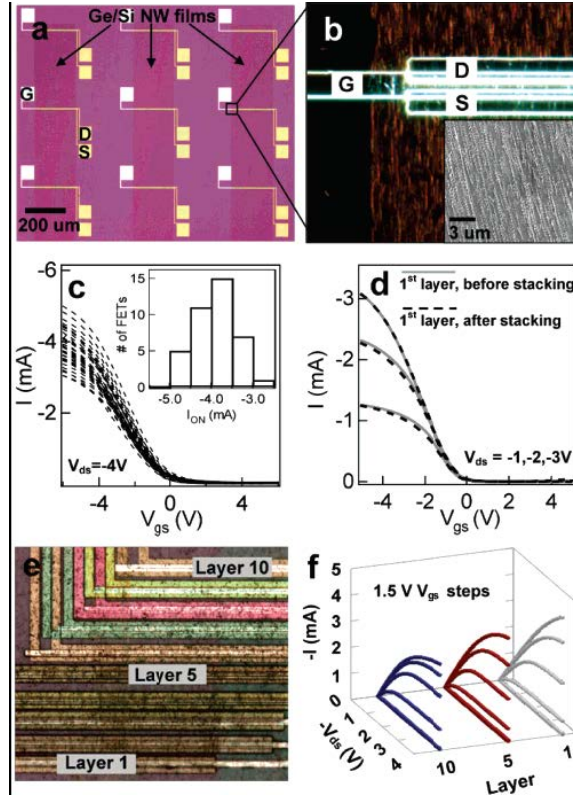 a
Ge/Si NW films
G
D
S
200 um
b
G
D
S
3 um
c
I (mA)
-6
-4
-2
# of FETs
15
10
5
0
-5.0
-4.0
-3.0
I_ON (mA)
V_ds=-4V
-4
0
4
V_gs (V)
d
1st layer, before stacking
1st layer, after stacking
I (mA)
-3
-2
-1
0
V_ds = -1,-2,-3V
-4
-2
0
2
4
V_gs (V)
e
Layer 10
Layer 5
Layer 1
f
1.5 V V_gs steps
-I (mA)
5
4
3
2
1
0
-V_ds (V)
1
2
3
4
10
5
1
Layer